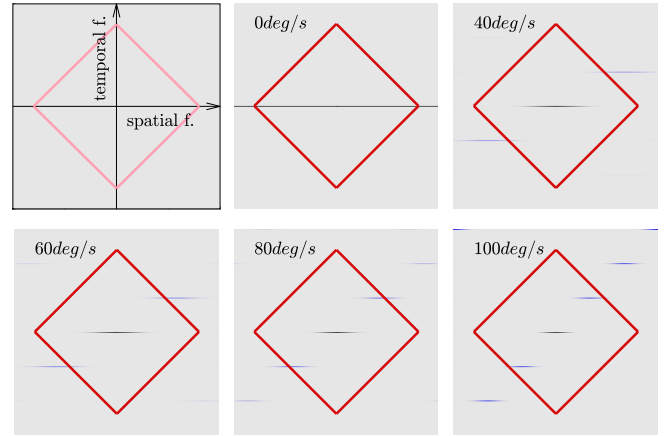 temporal f.
spatial f.
0deg/s
40deg/s
60deg/s
80deg/s
100deg/s